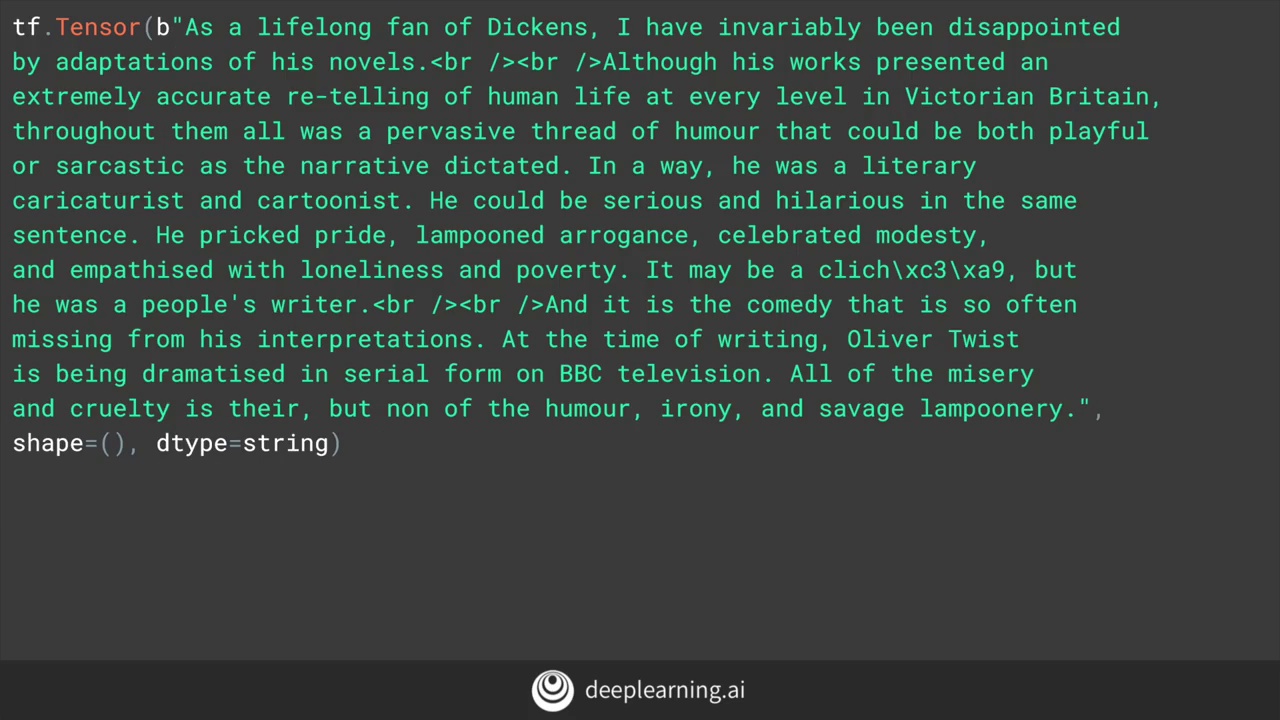 tf.Tensor(b"As a lifelong fan of Dickens, I have invariably been disappointed
by adaptations of his novels.<br /><br />Although his works presented an
extremely accurate re-telling of human life at every level in Victorian Britain,
throughout them all was a pervasive thread of humour that could be both playful
or sarcastic as the narrative dictated. In a way, he was a literary
caricaturist and cartoonist. He could be serious and hilarious in the same
sentence. He pricked pride, lampooned arrogance, celebrated modesty,
and empathised with loneliness and poverty. It may be a clich\xc3\xa9, but
he was a people's writer.<br /><br />And it is the comedy that is so often
missing from his interpretations. At the time of writing, Oliver Twist
is being dramatised in serial form on BBC television. All of the misery
and cruelty is their, but non of the humour, irony, and savage lampoonery.",
shape=(), dtype=string)
deeplearning.ai